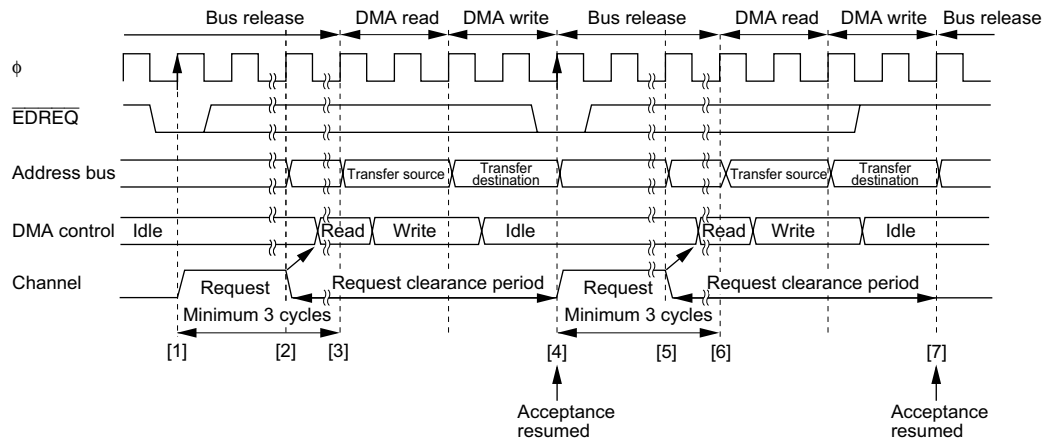 Bus release DMA read DMA write Bus release DMA read DMA write Bus release
ϕ
EDREQ
Address bus Transfer source Transfer destination Transfer source Transfer destination
DMA control Idle Read Write Idle Read Write Idle
Channel Request Request clearance period Request Request clearance period
Minimum 3 cycles Minimum 3 cycles
[1] [2] [3] [4] [5] [6] [7]
Acceptance resumed Acceptance resumed